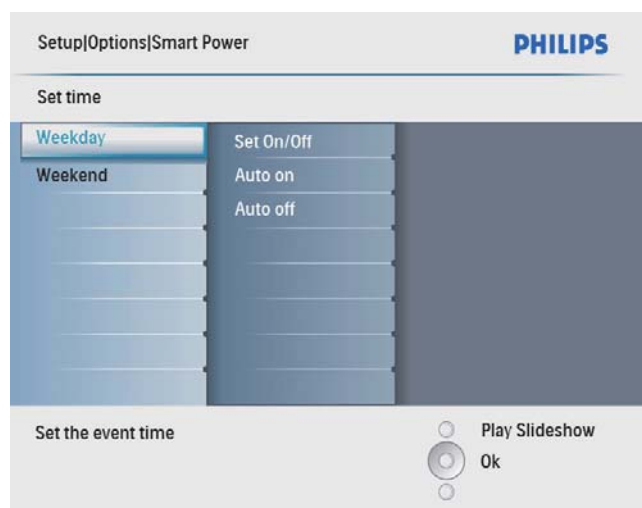 Setup|Options|Smart Power
PHILIPS
Set time
Weekday
Set On/Off
Weekend
Auto on
Auto off
Set the event time
Play Slideshow
Ok